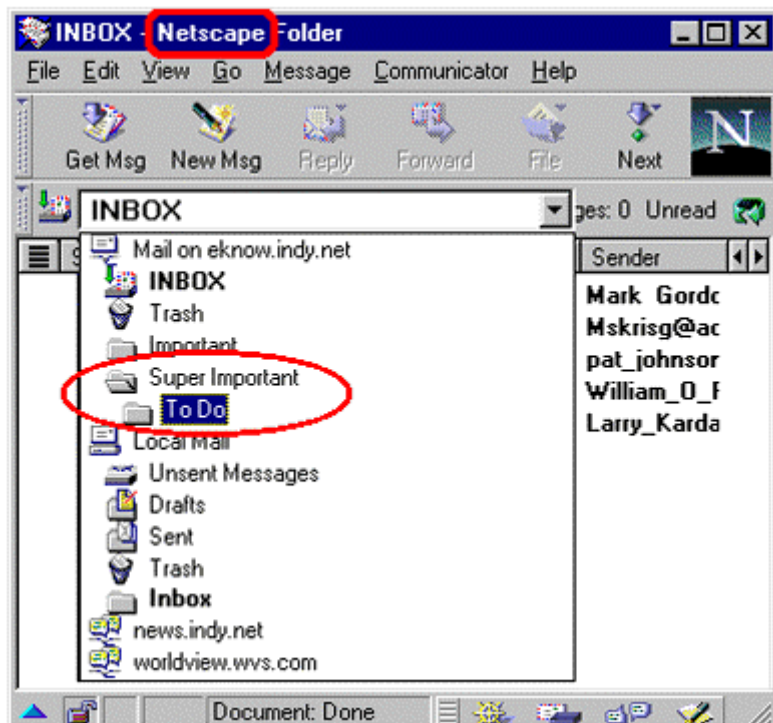 INBOX - Netscape Folder
File Edit View Go Message Communicator Help
Get Msg New Msg Reply Forward File Next
N
INBOX
ges: 0 Unread
S
Sender
Mail on eknow.indy.net
INBOX
Trash
Important
Super Important
To Do
Local Mail
Unsent Messages
Drafts
Sent
Trash
Inbox
news.indy.net
worldview.wvs.com
Mark Gordc
Mskrisg@ac
pat_johnsor
William_O_F
Larry_Karda
Document: Done